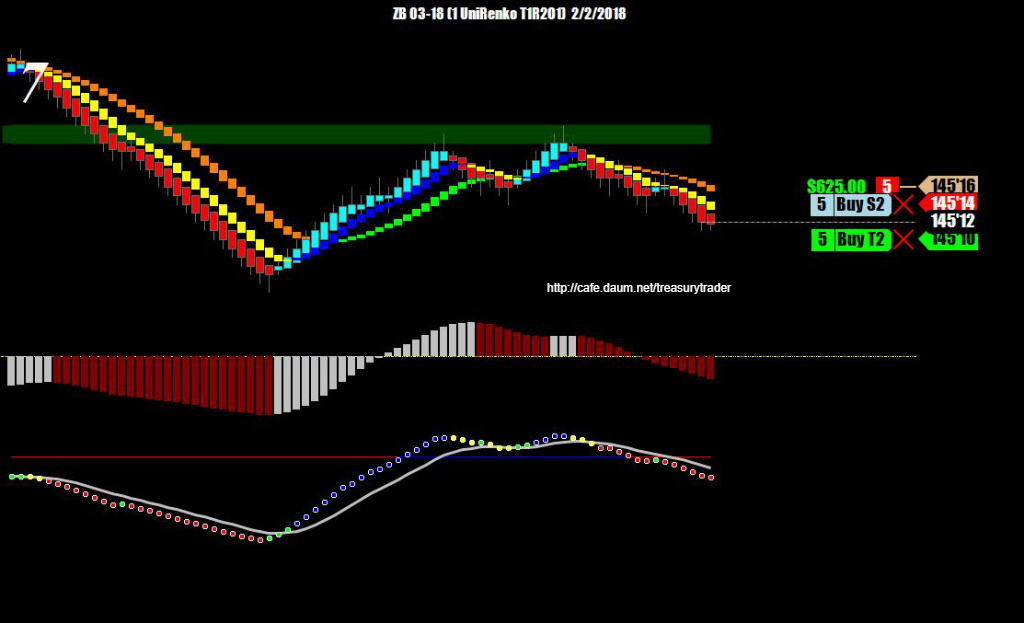 ZB 03-18 (1 UniRenko T1R201) 2/2/2018
7
$625.00 5 145'16
5 Buy S2 145'14
145'12
5 Buy T2 145'10
http://cafe.daum.net/treasurytrader